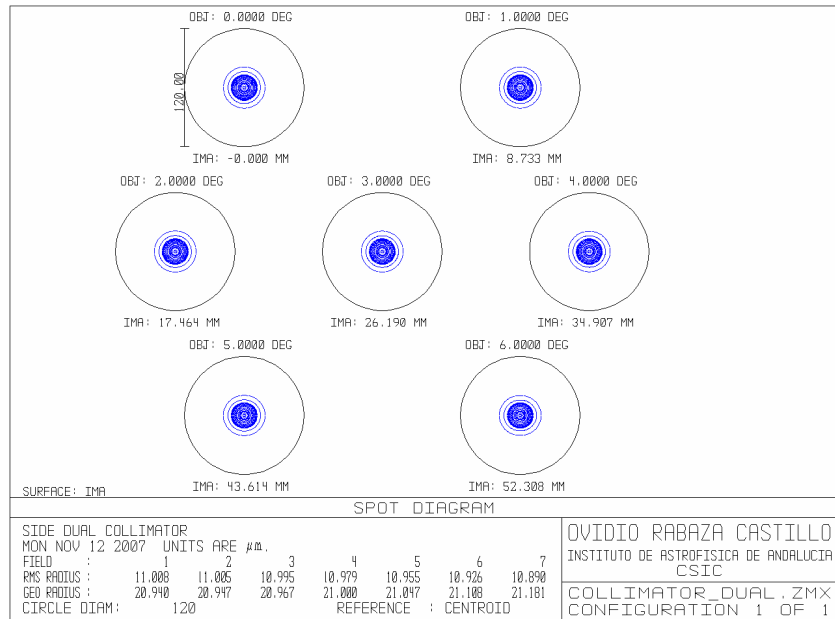 OBJ: 0.0000 DEG
OBJ: 1.0000 DEG
120.00
IMA: -0.000 MM
IMA: 8.733 MM
OBJ: 2.0000 DEG
OBJ: 3.0000 DEG
OBJ: 4.0000 DEG
IMA: 17.464 MM
IMA: 26.190 MM
IMA: 34.907 MM
OBJ: 5.0000 DEG
OBJ: 6.0000 DEG
IMA: 43.614 MM
IMA: 52.308 MM
SURFACE: IMA
SPOT DIAGRAM
SIDE DUAL COLLIMATOR
MON NOV 12 2007 UNITS ARE µm.
FIELD : 1 2 3 4 5 6 7
RMS RADIUS : 11.008 11.005 10.995 10.979 10.955 10.926 10.890
GEO RADIUS : 20.940 20.947 20.967 21.000 21.047 21.108 21.181
CIRCLE DIAM: 120 REFERENCE : CENTROID
OVIDIO RABAZA CASTILLO
INSTITUTO DE ASTROFISICA DE ANDALUCIA
CSIC
COLLIMATOR_DUAL.ZMX
CONFIGURATION 1 OF 1